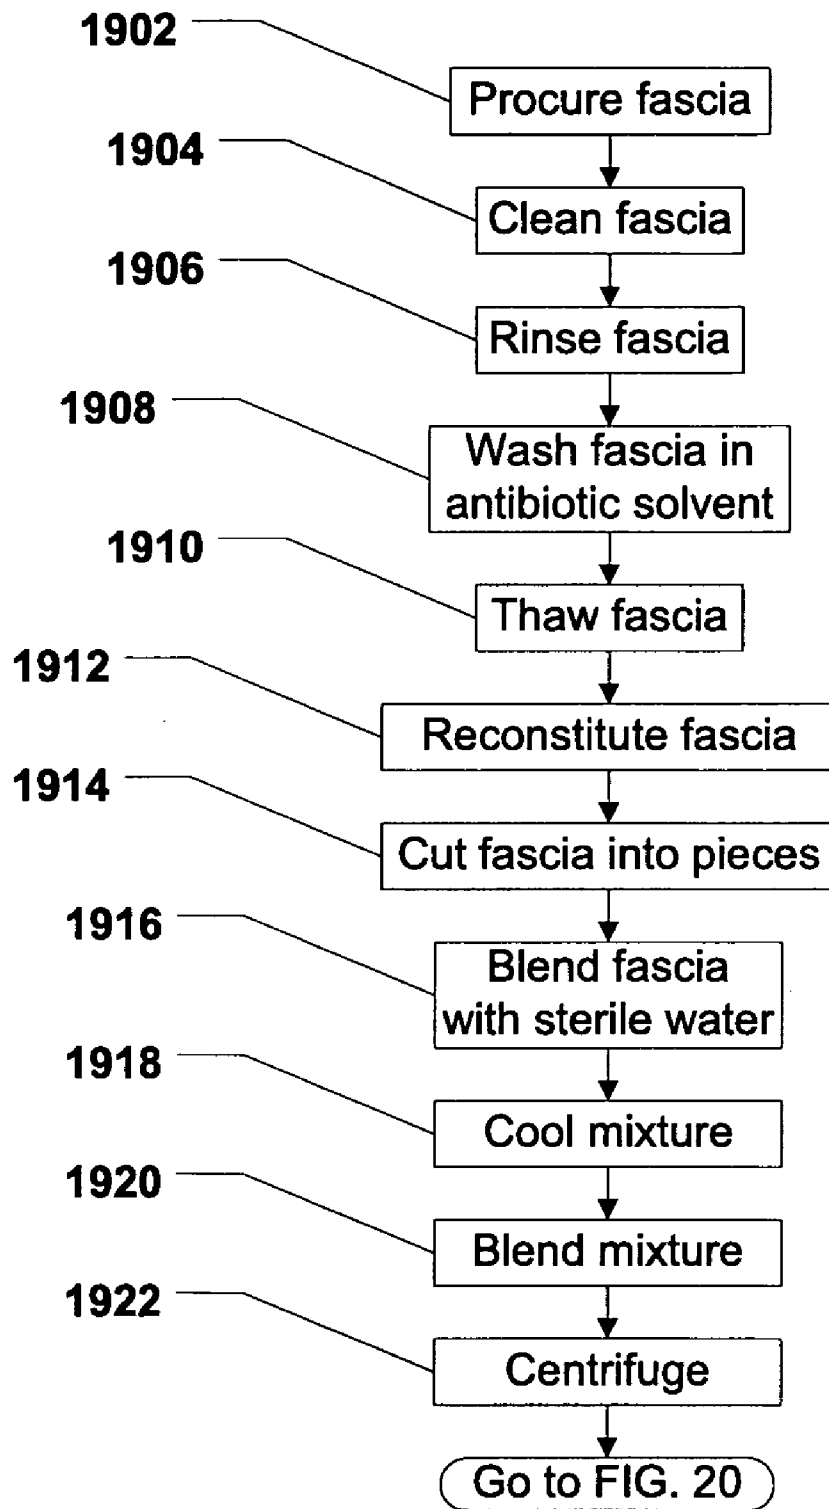 1902
Procure fascia
1904
Clean fascia
1906
Rinse fascia
1908
Wash fascia in
antibiotic solvent
1910
Thaw fascia
1912
Reconstitute fascia
1914
Cut fascia into pieces
1916
Blend fascia
with sterile water
1918
Cool mixture
1920
Blend mixture
1922
Centrifuge
Go to FIG. 20